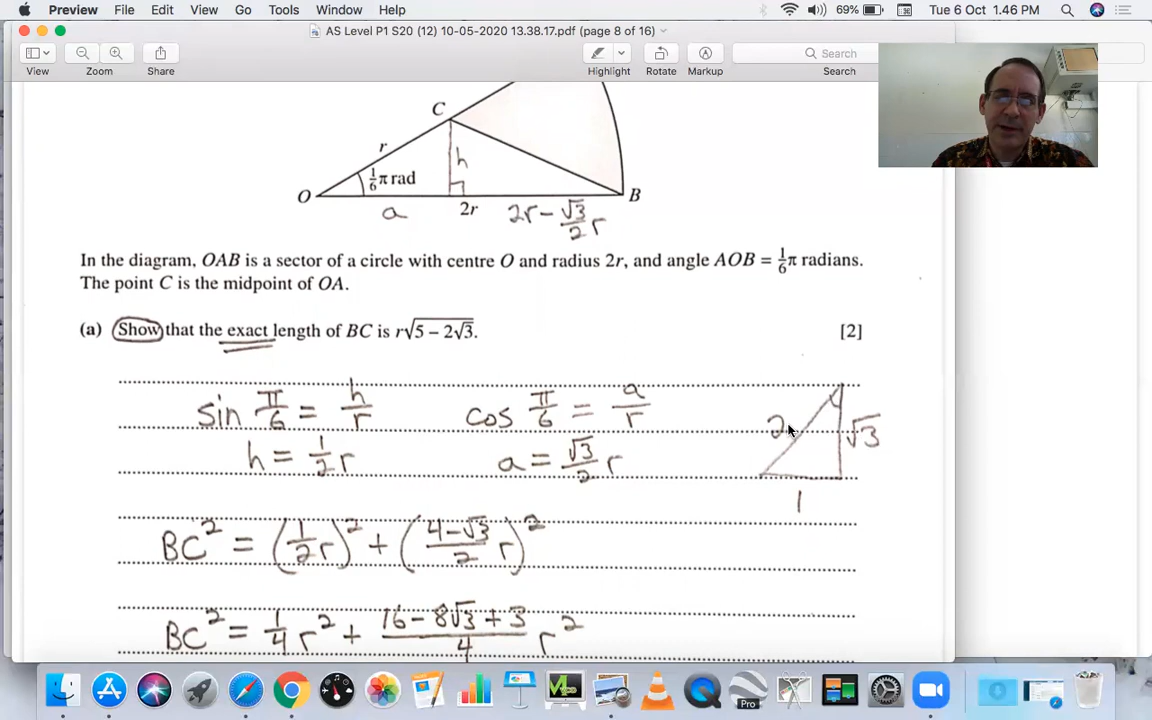 Preview File Edit View Go Tools Window Help 69% Tue 6 Oct 1.46 PM
AS Level P1 S20 (12) 10-05-2020 13.38.17.pdf (page 8 of 16)
View Zoom Share Highlight Rotate Markup Search
Search
C
r
h
1/6 π rad
O
B
a
2r
2r - √3/2 r
In the diagram, OAB is a sector of a circle with centre O and radius 2r, and angle AOB = 1/6 π radians.
The point C is the midpoint of OA.
(a) Show that the exact length of BC is r√(5 – 2√3). [2]
sin π/6 = h/r cos π/6 = a/r
2 √3
h = 1/2 r a = √3/2 r
1
BC² = (1/2 r)² + (4-√3/2 r)²
BC² = 1/4 r² + 16-8√3+3/4 r²
Pro